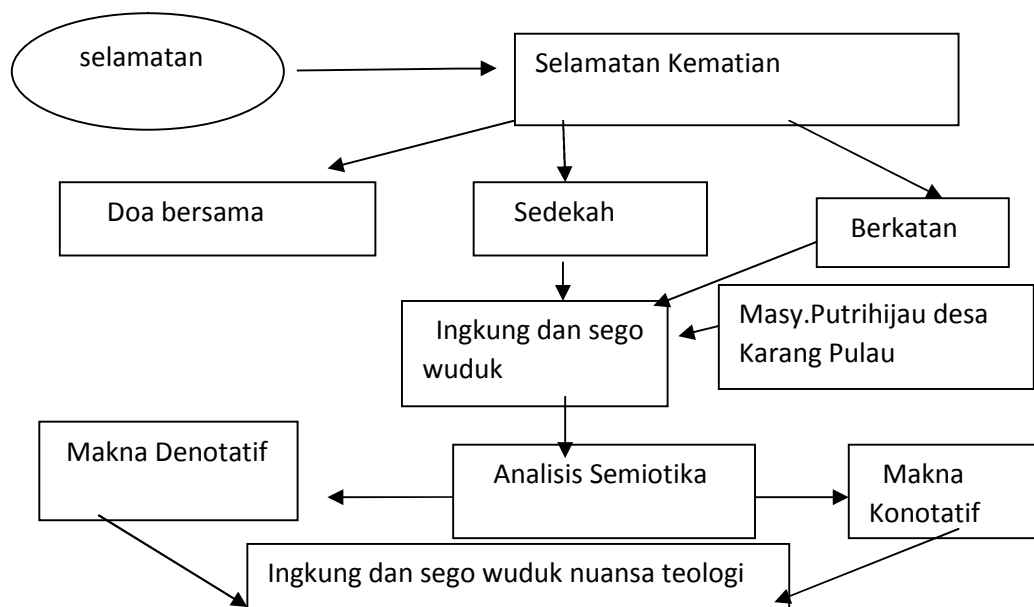 selamatan
Selamatan Kematian
Doa bersama
Sedekah
Berkatan
Ingkung dan sego
wuduk
Masy.Putrihijau desa
Karang Pulau
Makna Denotatif
Analisis Semiotika
Makna
Konotatif
Ingkung dan sego wuduk nuansa teologi